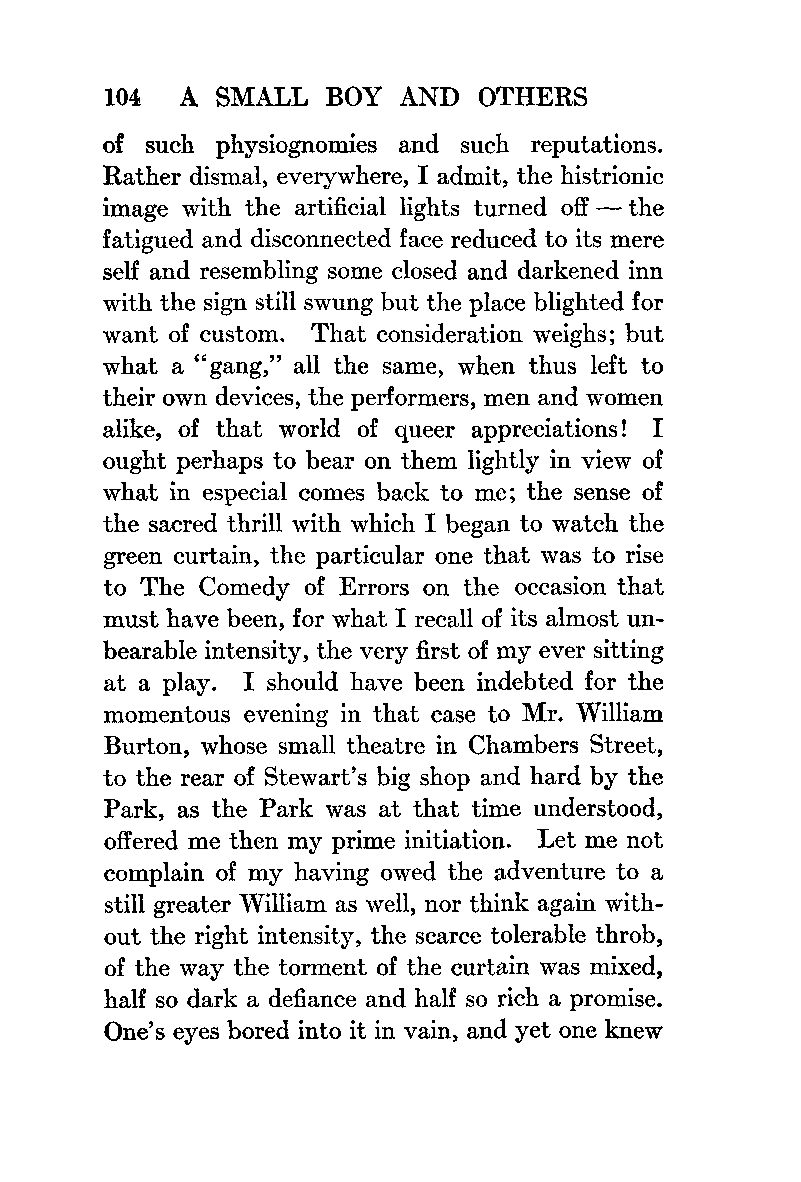 104 A SMALL BOY AND OTHERS
of such physiognomies and such reputations.
Rather dismal, everywhere, I admit, the histrionic
image with the artificial lights turned off — the
fatigued and disconnected face reduced to its mere
self and resembling some closed and darkened inn
with the sign still swung but the place blighted for
want of custom. That consideration weighs; but
what a “gang,” all the same, when thus left to
their own devices, the performers, men and women
alike, of that world of queer appreciations! I
ought perhaps to bear on them lightly in view of
what in especial comes back to me; the sense of
the sacred thrill with which I began to watch the
green curtain, the particular one that was to rise
to The Comedy of Errors on the occasion that
must have been, for what I recall of its almost un-
bearable intensity, the very first of my ever sitting
at a play. I should have been indebted for the
momentous evening in that case to Mr. William
Burton, whose small theatre in Chambers Street,
to the rear of Stewart’s big shop and hard by the
Park, as the Park was at that time understood,
offered me then my prime initiation. Let me not
complain of my having owed the adventure to a
still greater William as well, nor think again with-
out the right intensity, the scarce tolerable throb,
of the way the torment of the curtain was mixed,
half so dark a defiance and half so rich a promise.
One’s eyes bored into it in vain, and yet one knew